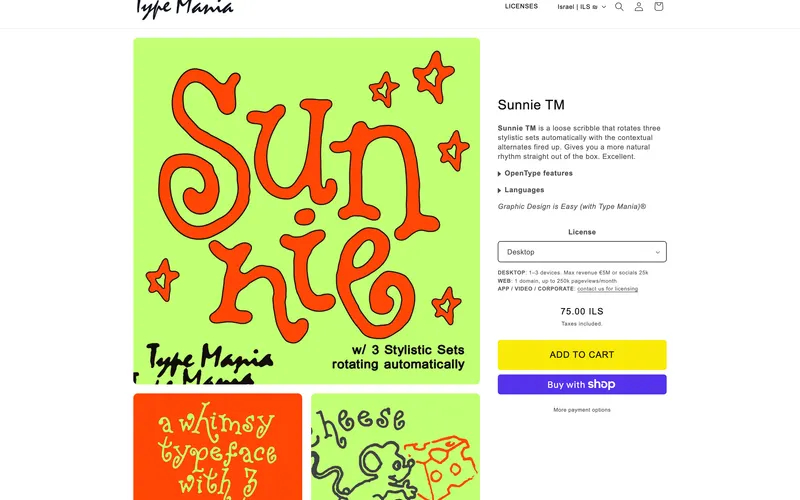 Type Mania
LICENSES
Israel | ILS ₪
Sun
nie
w/ 3 Stylistic Sets
rotating automatically
Type Mania
Type Mania
a whimsy
typeface
with 3
cheese
Sunnie TM
Sunnie TM is a loose scribble that rotates three
stylistic sets automatically with the contextual
alternates fired up. Gives you a more natural
rhythm straight out of the box. Excellent.
OpenType features
Languages
Graphic Design is Easy (with Type Mania)®
License
Desktop
DESKTOP: 1–3 devices. Max revenue €5M or socials 25k
WEB: 1 domain, up to 250k pageviews/month
APP / VIDEO / CORPORATE: contact us for licensing
75.00 ILS
Taxes included.
ADD TO CART
Buy with shop
More payment options